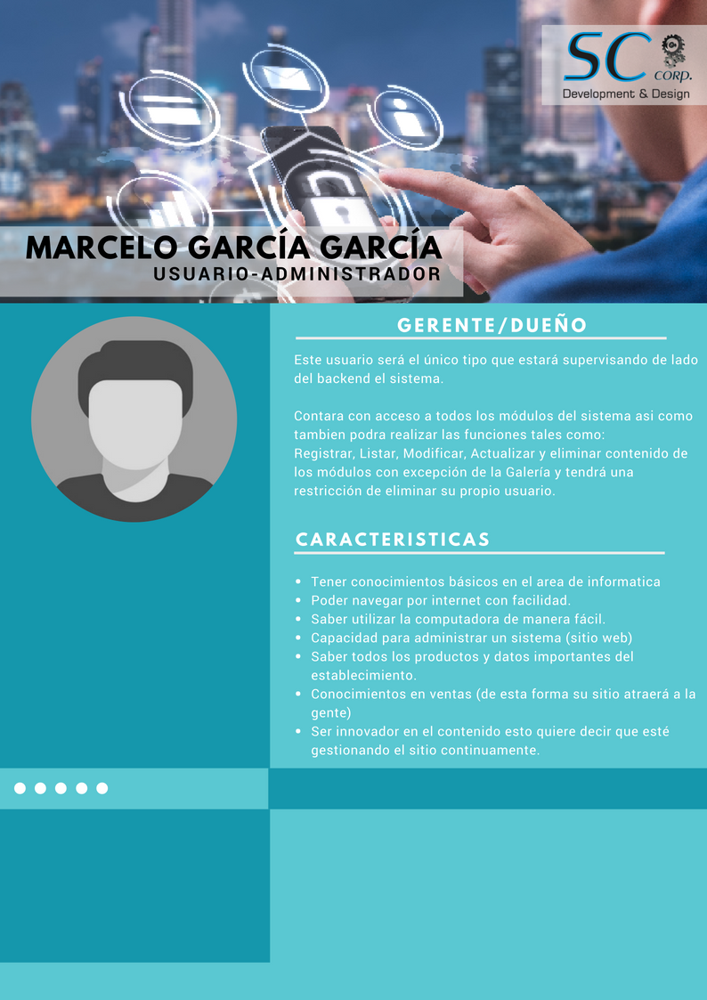 SC
CORP.
Development & Design
MARCELO GARCÍA GARCÍA
USUARIO-ADMINISTRADOR
GERENTE/DUEÑO
Este usuario será el único tipo que estará supervisando de lado
del backend el sistema.
Contara con acceso a todos los módulos del sistema asi como
tambien podra realizar las funciones tales como:
Registrar, Listar, Modificar, Actualizar y eliminar contenido de
los módulos con excepción de la Galería y tendrá una
restricción de eliminar su propio usuario.
CARACTERISTICAS
• Tener conocimientos básicos en el area de informatica
• Poder navegar por internet con facilidad.
• Saber utilizar la computadora de manera fácil.
• Capacidad para administrar un sistema (sitio web)
• Saber todos los productos y datos importantes del
establecimiento.
• Conocimientos en ventas (de esta forma su sitio atraerá a la
gente)
• Ser innovador en el contenido esto quiere decir que esté
gestionando el sitio continuamente.